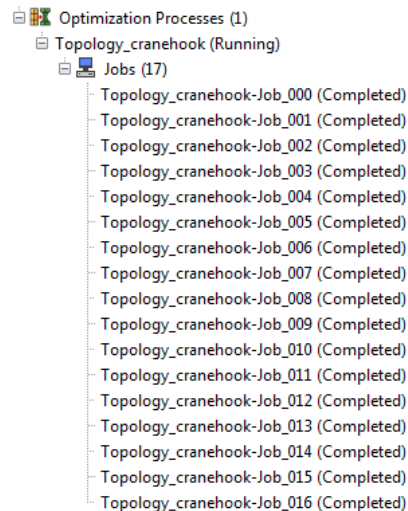 Optimization Processes (1)
Topology_cranehook (Running)
Jobs (17)
Topology_cranehook-Job_000 (Completed)
Topology_cranehook-Job_001 (Completed)
Topology_cranehook-Job_002 (Completed)
Topology_cranehook-Job_003 (Completed)
Topology_cranehook-Job_004 (Completed)
Topology_cranehook-Job_005 (Completed)
Topology_cranehook-Job_006 (Completed)
Topology_cranehook-Job_007 (Completed)
Topology_cranehook-Job_008 (Completed)
Topology_cranehook-Job_009 (Completed)
Topology_cranehook-Job_010 (Completed)
Topology_cranehook-Job_011 (Completed)
Topology_cranehook-Job_012 (Completed)
Topology_cranehook-Job_013 (Completed)
Topology_cranehook-Job_014 (Completed)
Topology_cranehook-Job_015 (Completed)
Topology_cranehook-Job_016 (Completed)